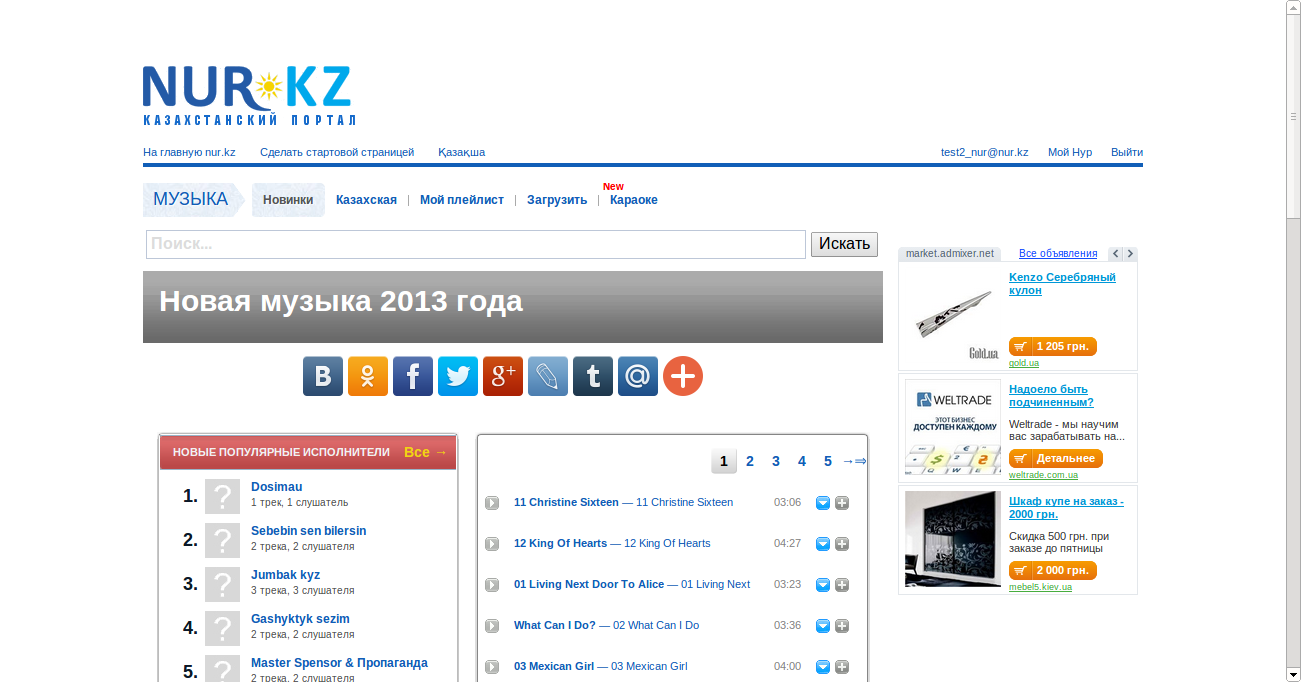 NUR KZ
КАЗАХСТАНСКИЙ ПОРТАЛ
На главную nur.kz Сделать стартовой страницей Қазақша test2_nur@nur.kz Мой Нур Выйти
New
МУЗЫКА Новинки Казахская Мой плейлист Загрузить Караоке
Поиск... Искать
market.admixer.net Все объявления
Новая музыка 2013 года
Kenzo Серебряный
кулон
Gold.ua
1 205 грн.
gold.ua
WELTRADE
ЭТОТ БИЗНЕС
ДОСТУПЕН КАЖДОМУ
Надоело быть
подчиненным?
Weltrade - мы научим
вас зарабатывать на...
Детальнее
weltrade.com.ua
Шкаф купе на заказ -
2000 грн.
Скидка 500 грн. при
заказе до пятницы
2 000 грн.
mebel5.kiev.ua
НОВЫЕ ПОПУЛЯРНЫЕ ИСПОЛНИТЕЛИ Все →
1. Dosimau
1 трек, 1 слушатель
2. Sebebin sen bilersin
2 трека, 2 слушателя
3. Jumbak kyz
3 трека, 3 слушателя
4. Gashyktyk sezim
2 трека, 2 слушателя
5. Master Spensor & Пропаганда
2 трека, 2 слушателя
1 2 3 4 5 →⇒
11 Christine Sixteen — 11 Christine Sixteen 03:06
12 King Of Hearts — 12 King Of Hearts 04:27
01 Living Next Door To Alice — 01 Living Next 03:23
What Can I Do? — 02 What Can I Do 03:36
03 Mexican Girl — 03 Mexican Girl 04:00